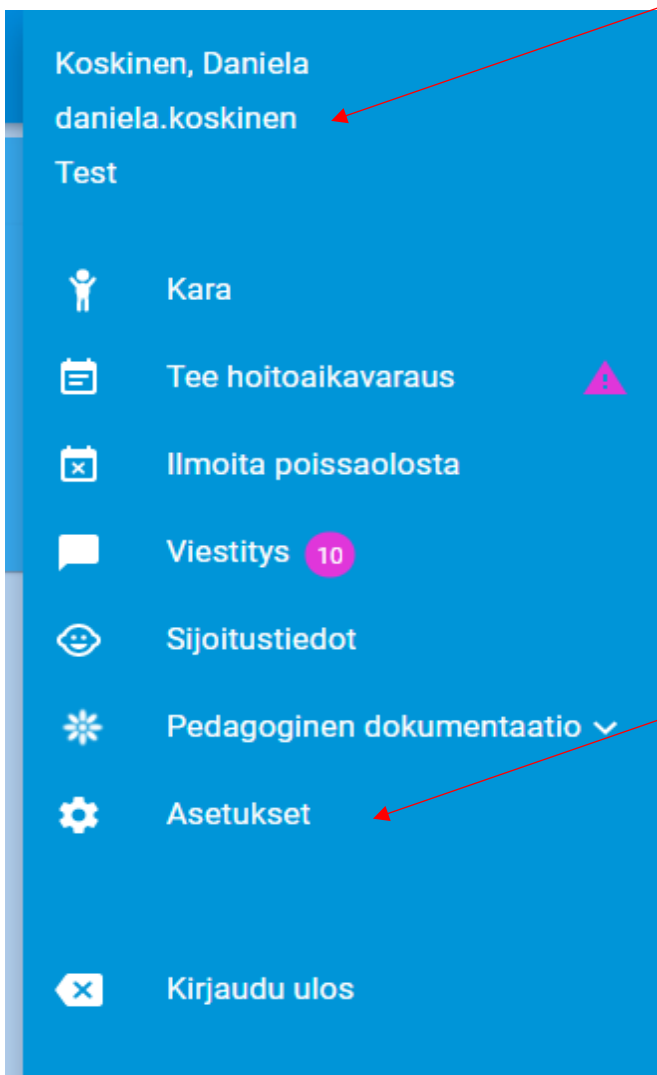 Koskinen, Daniela
daniela.koskinen
Test
Kara
Tee hoitoaikavaraus
Ilmoita poissaolosta
Viestitys 10
Sijoitustiedot
Pedagoginen dokumentaatio
Asetukset
Kirjaudu ulos